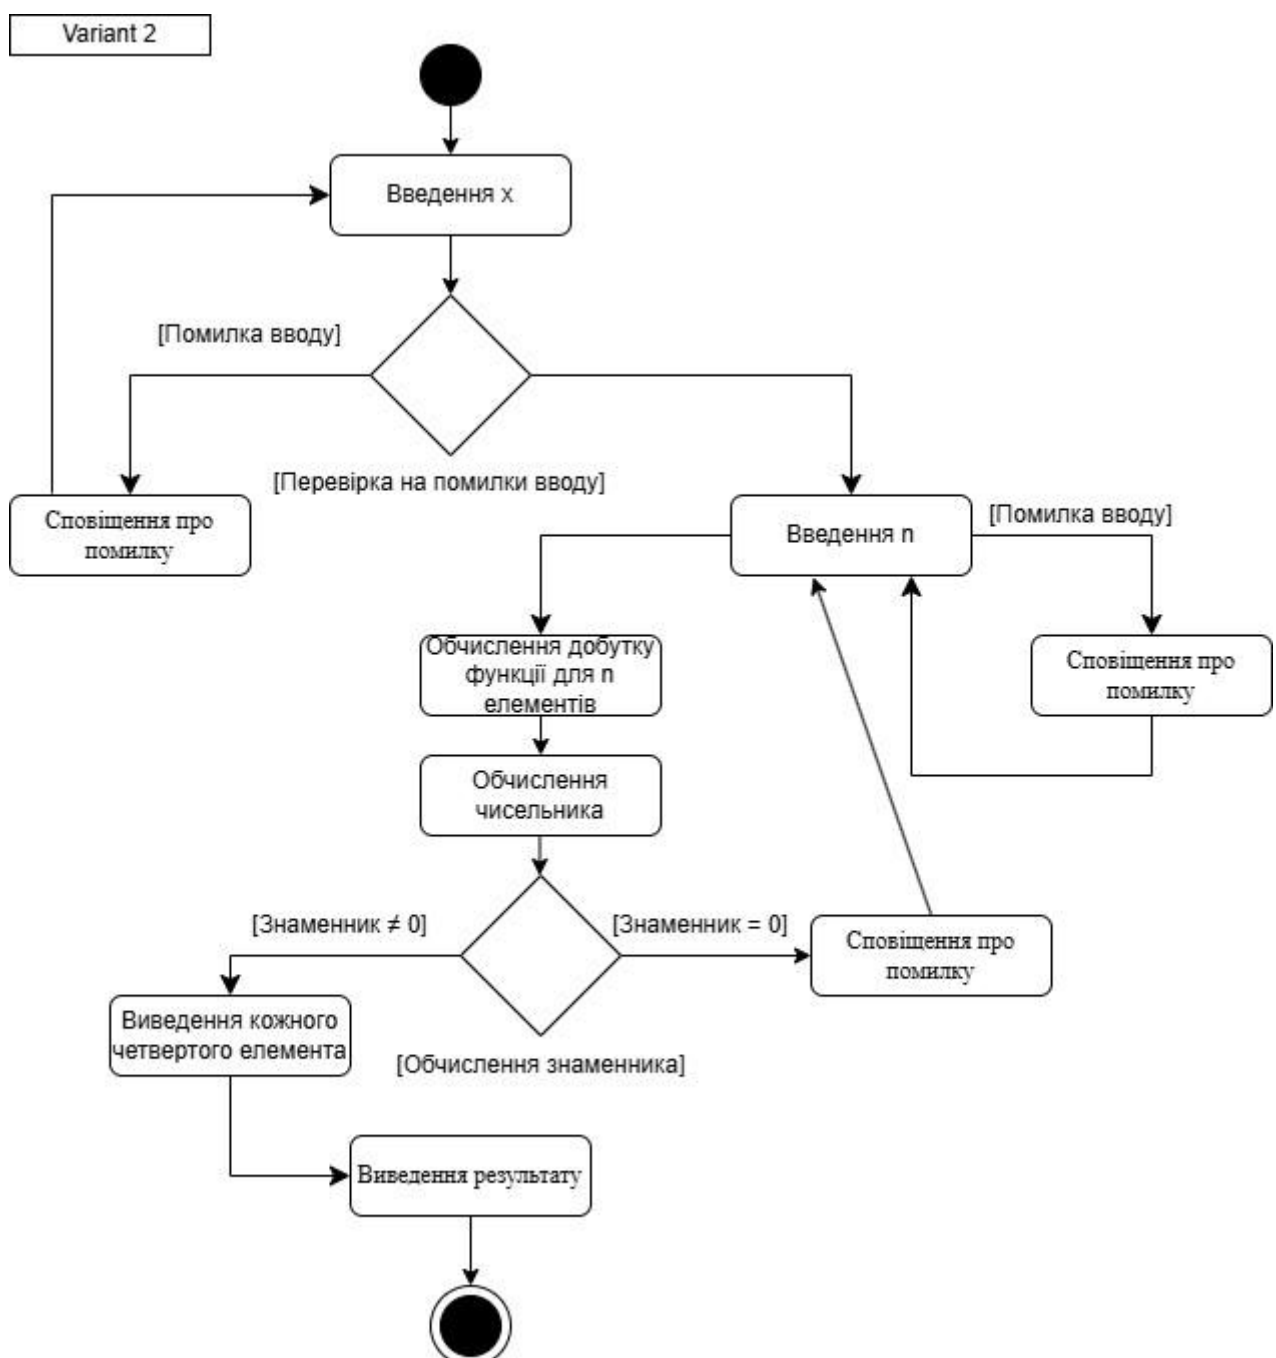 Variant 2
Введення x
[Помилка вводу]
[Перевірка на помилки вводу]
Сповіщення про
помилку
Введення n
[Помилка вводу]
Обчислення добутку
функції для n
елементів
Сповіщення про
помилку
Обчислення
чисельника
[Знаменник ≠ 0]
[Знаменник = 0]
Сповіщення про
помилку
Виведення кожного
четвертого елемента
[Обчислення знаменника]
Виведення результату